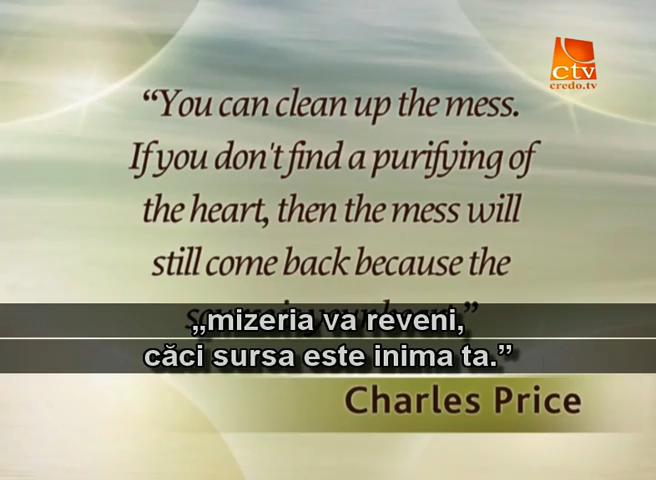 ctv
credo.tv
“You can clean up the mess.
If you don't find a purifying of
the heart, then the mess will
still come back because the
„mizeria va reveni,
căci sursa este inima ta.”
Charles Price